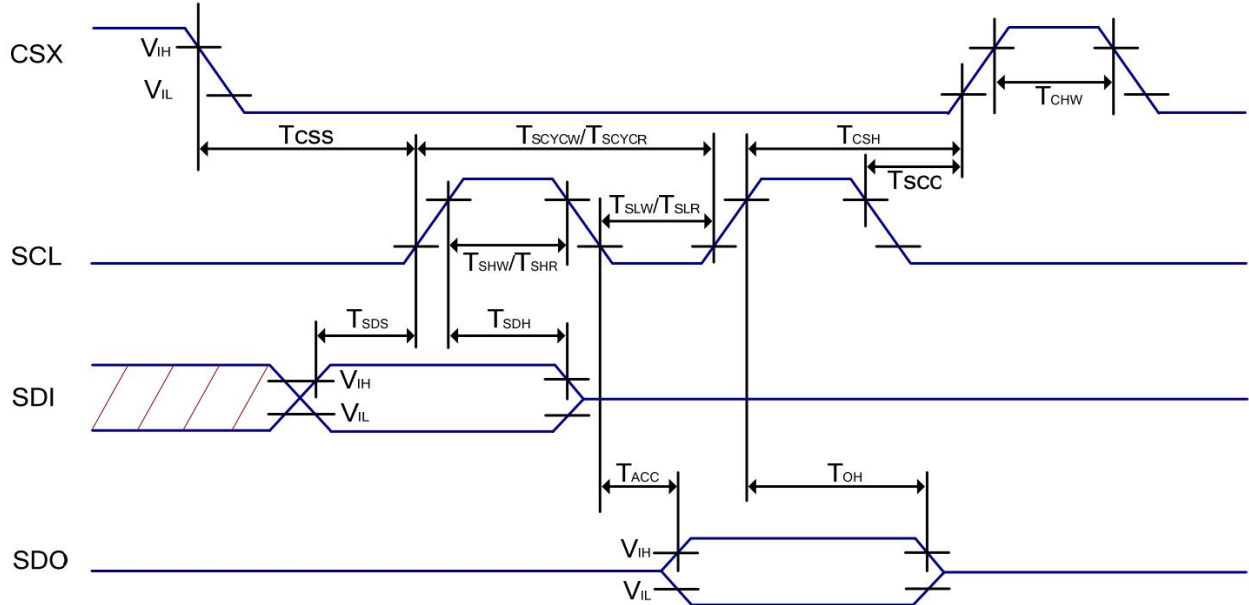 CSX
VIH
VIL
TCHW
TCSS
TSCYCW/TSCYCR
TCSH
TSCC
TSLW/TSLR
SCL
TSHW/TSHR
TSDS
TSDH
SDI
VIH
VIL
TACC
TOH
SDO
VIH
VIL